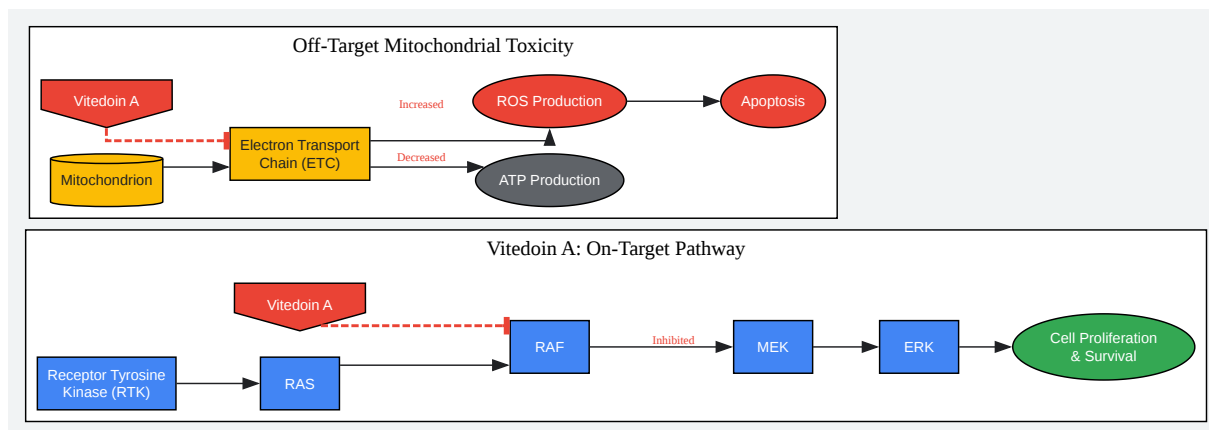 Off-Target Mitochondrial Toxicity
Vitedoin A
Increased
ROS Production
Apoptosis
Electron Transport
Chain (ETC)
Decreased
Mitochondrion
ATP Production
Vitedoin A: On-Target Pathway
Vitedoin A
RAF
Inhibited
MEK
ERK
Cell Proliferation
& Survival
Receptor Tyrosine
Kinase (RTK)
RAS